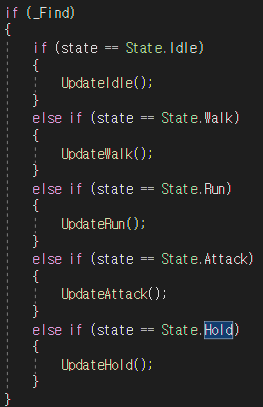 if (_Find)
{
    if (state == State.Idle)
    {
        UpdateIdle();
    }
    else if (state == State.Walk)
    {
        UpdateWalk();
    }
    else if (state == State.Run)
    {
        UpdateRun();
    }
    else if (state == State.Attack)
    {
        UpdateAttack();
    }
    else if (state == State.Hold)
    {
        UpdateHold();
    }
}